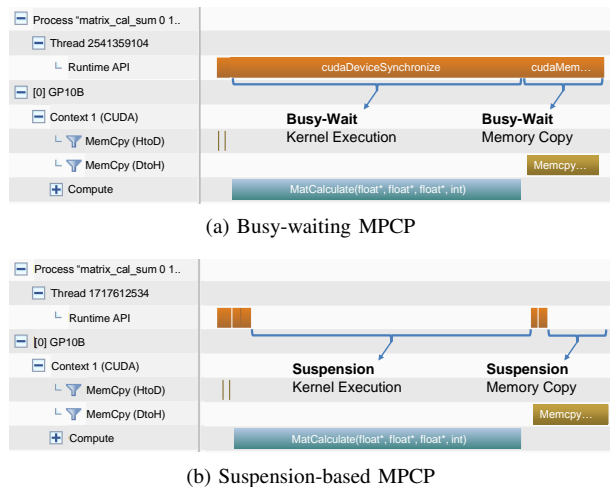 Process "matrix_cal_sum 0 1..
Thread 2541359104
Runtime API
cudaDeviceSynchronize
cudaMem...
[0] GP10B
Context 1 (CUDA)
Busy-Wait
Kernel Execution
Busy-Wait
Memory Copy
MemCpy (HtoD)
MemCpy (DtoH)
Memcpy...
Compute
MatCalculate(float*, float*, float*, int)
(a) Busy-waiting MPCP
Process "matrix_cal_sum 0 1..
Thread 1717612534
Runtime API
[0] GP10B
Context 1 (CUDA)
Suspension
Kernel Execution
Suspension
Memory Copy
MemCpy (HtoD)
MemCpy (DtoH)
Memcpy...
Compute
MatCalculate(float*, float*, float*, int)
(b) Suspension-based MPCP